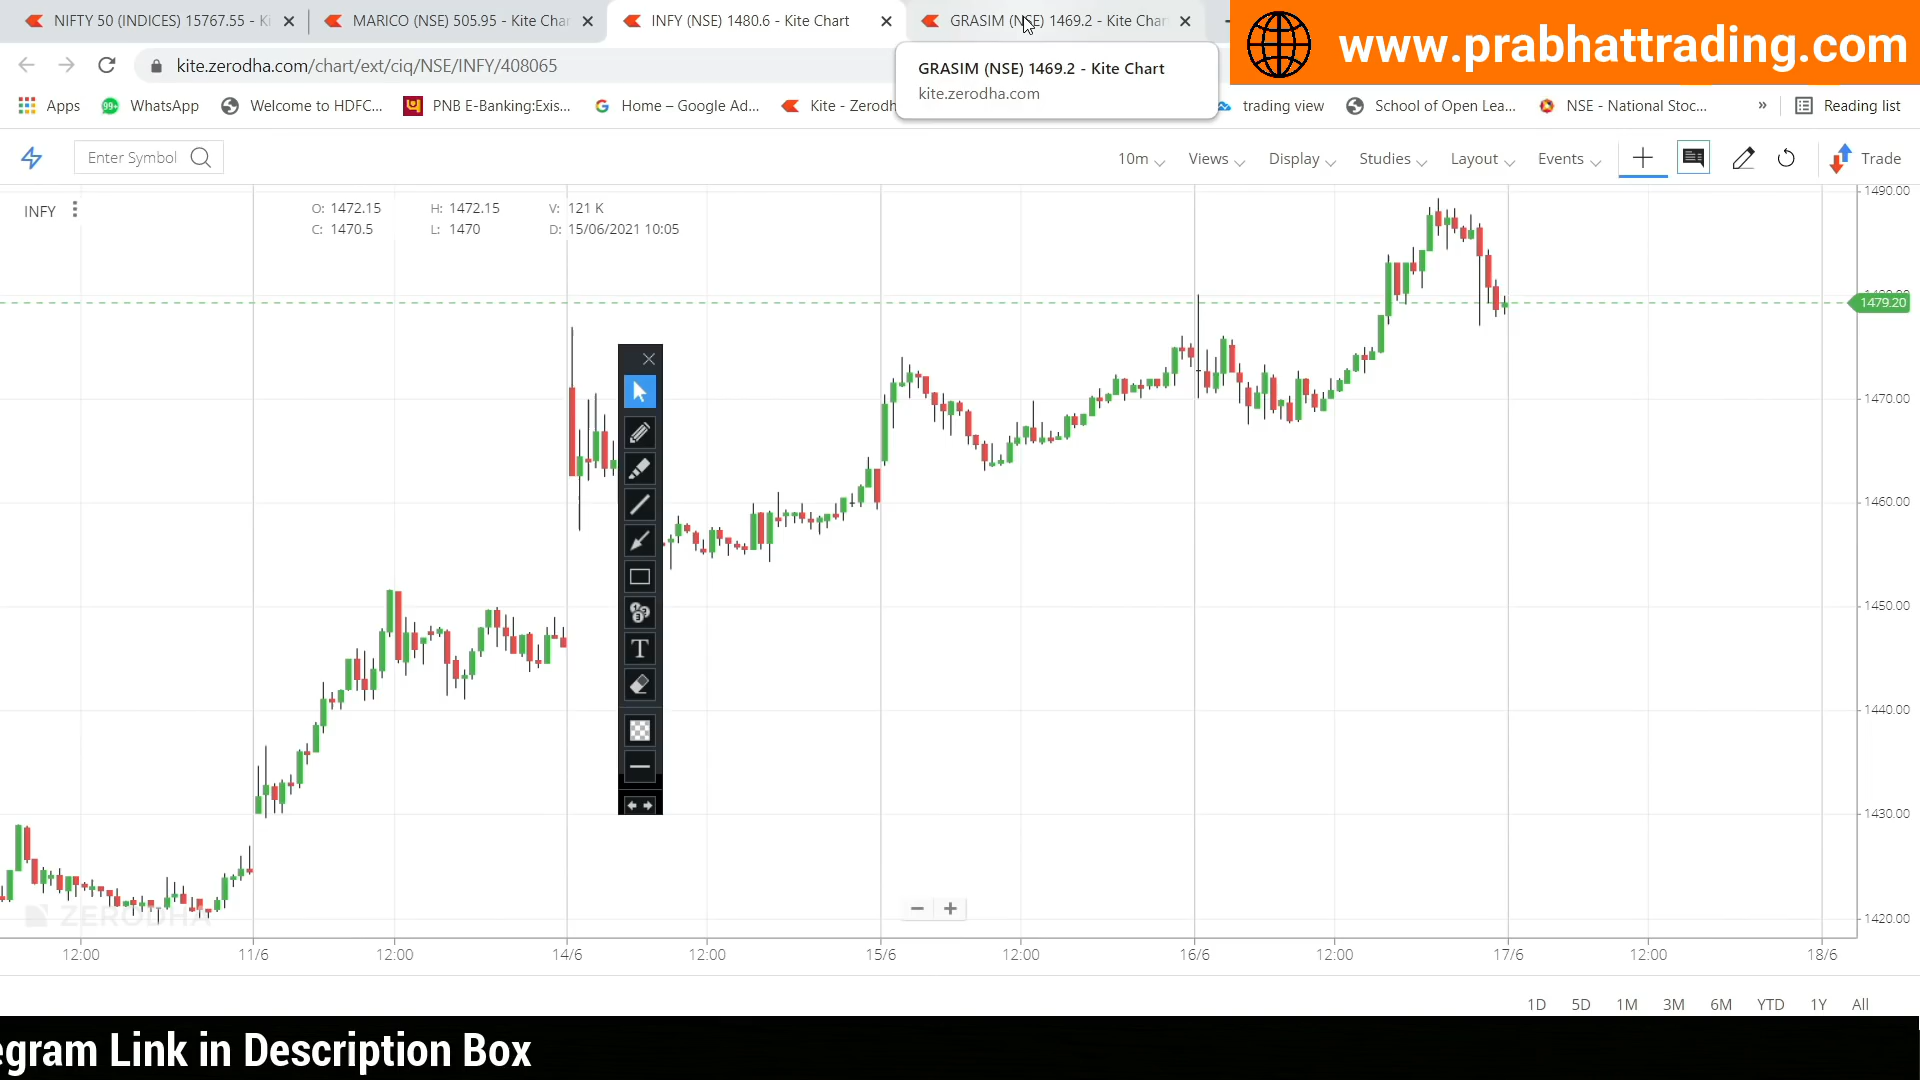 NIFTY 50 (INDICES) 15767.55 - Ki
MARICO (NSE) 505.95 - Kite Char
INFY (NSE) 1480.6 - Kite Chart
GRASIM (NSE) 1469.2 - Kite Char
www.prabhattrading.com
kite.zerodha.com/chart/ext/ciq/NSE/INFY/408065
GRASIM (NSE) 1469.2 - Kite Chart
kite.zerodha.com
Apps
99+
WhatsApp
Welcome to HDFC...
PNB E-Banking:Exis...
Home – Google Ad...
Kite - Zerodh
trading view
School of Open Lea...
NSE - National Stoc...
»
Reading list
Enter Symbol
10m
Views
Display
Studies
Layout
Events
Trade
INFY
O: 1472.15 H: 1472.15 V: 121 K
C: 1470.5 L: 1470 D: 15/06/2021 10:05
1490.00
1479.20
1470.00
1460.00
1450.00
1440.00
1430.00
1420.00
T
ZERODHA
12:00 11/6 12:00 14/6 12:00 15/6 12:00 16/6 12:00 17/6 12:00 18/6
1D 5D 1M 3M 6M YTD 1Y All
egram Link in Description Box